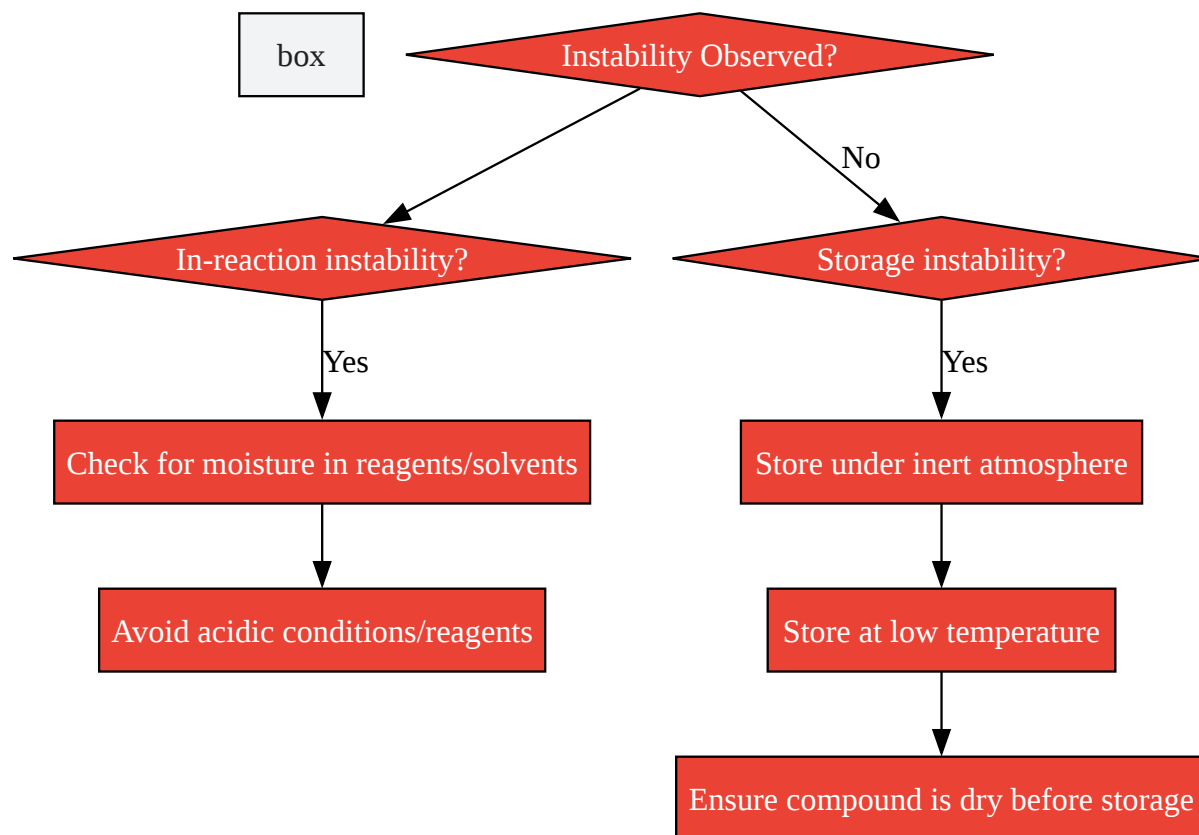 box
Instability Observed?
No
In-reaction instability?
Storage instability?
Yes
Yes
Check for moisture in reagents/solvents
Store under inert atmosphere
Avoid acidic conditions/reagents
Store at low temperature
Ensure compound is dry before storage